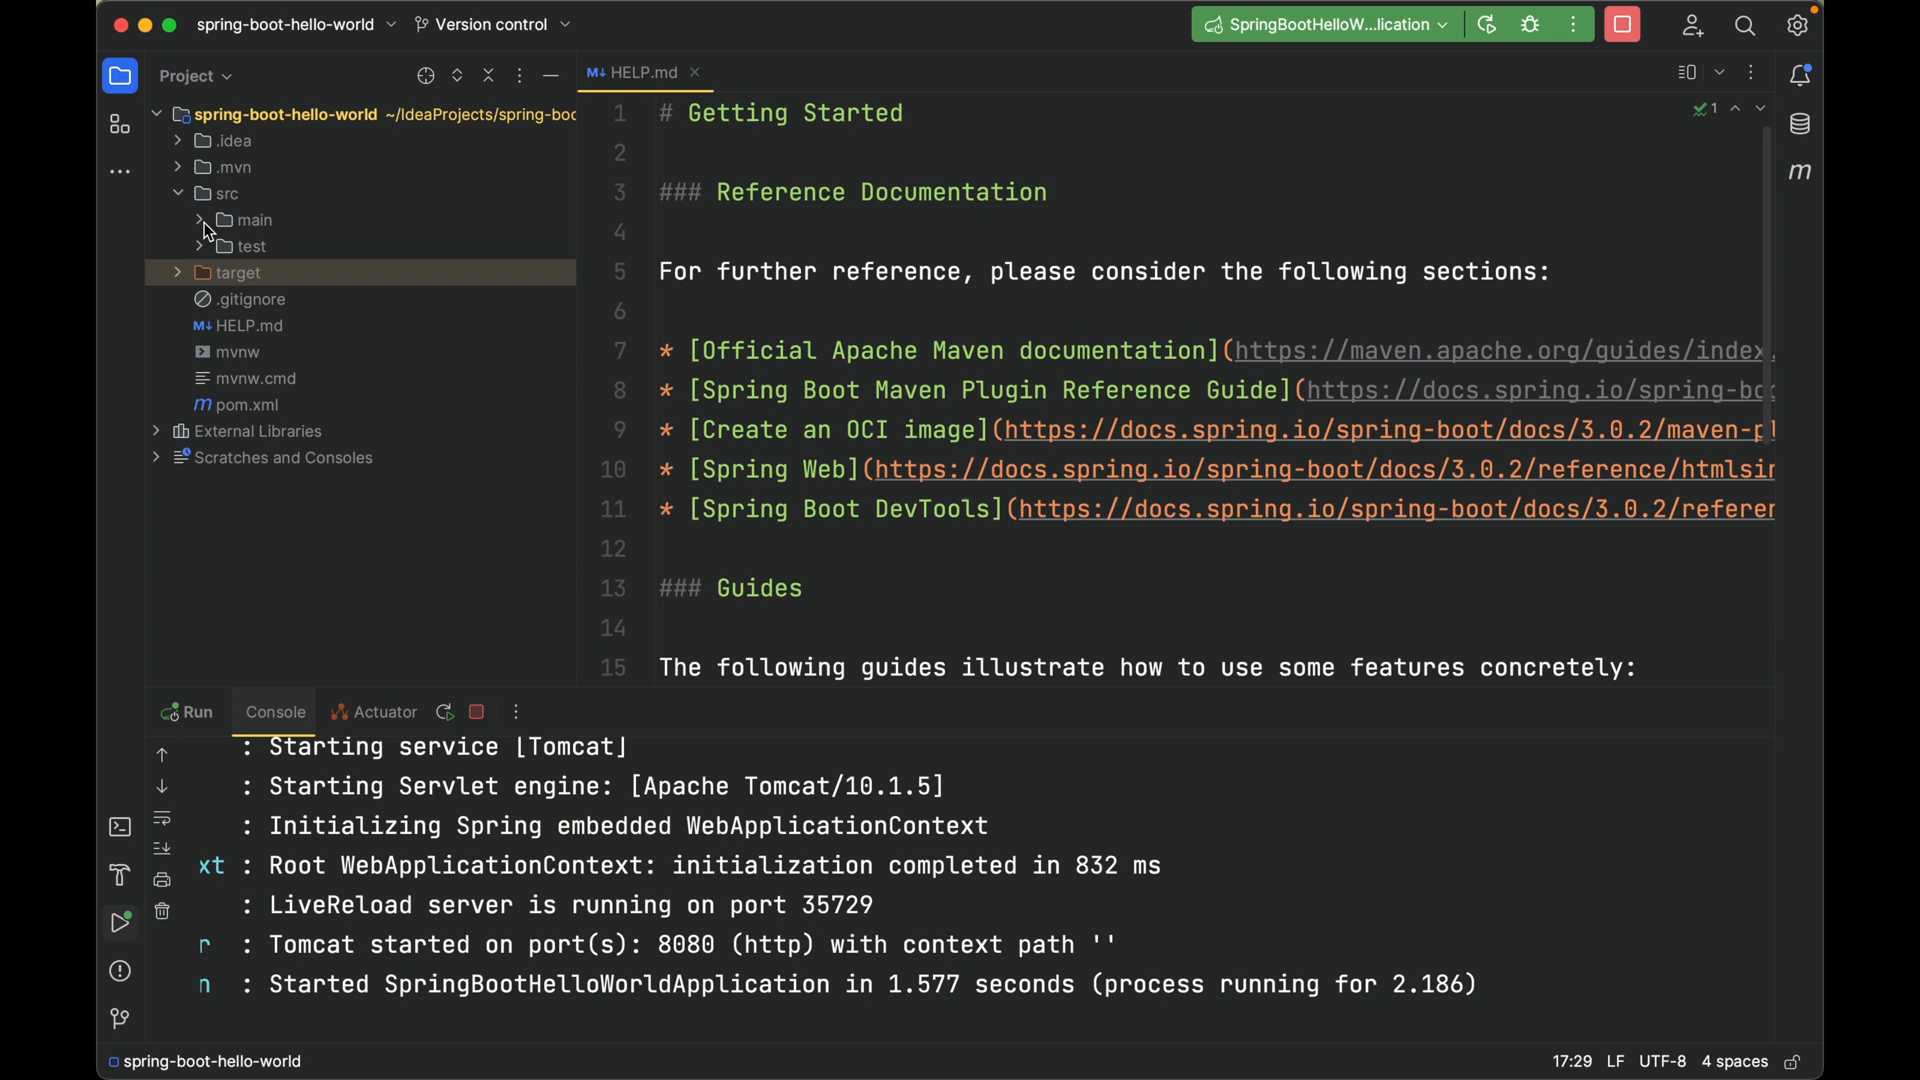 spring-boot-hello-world
Version control
SpringBootHelloW...lication
Project
HELP.md
spring-boot-hello-world ~/IdeaProjects/spring-boo
.idea
.mvn
src
main
test
target
.gitignore
M↓ HELP.md
mvnw
mvnw.cmd
m pom.xml
External Libraries
Scratches and Consoles
M↓
1
1 # Getting Started
2
3 ### Reference Documentation
4
5 For further reference, please consider the following sections:
6
7 * [Official Apache Maven documentation](https://maven.apache.org/guides/index.
8 * [Spring Boot Maven Plugin Reference Guide](https://docs.spring.io/spring-boo
9 * [Create an OCI image](https://docs.spring.io/spring-boot/docs/3.0.2/maven-pl
10 * [Spring Web](https://docs.spring.io/spring-boot/docs/3.0.2/reference/htmlsin
11 * [Spring Boot DevTools](https://docs.spring.io/spring-boot/docs/3.0.2/referen
12
13 ### Guides
14
15 The following guides illustrate how to use some features concretely:
m
Run
Console
Actuator
: Starting service [Tomcat]
: Starting Servlet engine: [Apache Tomcat/10.1.5]
: Initializing Spring embedded WebApplicationContext
xt : Root WebApplicationContext: initialization completed in 832 ms
: LiveReload server is running on port 35729
r : Tomcat started on port(s): 8080 (http) with context path ''
n : Started SpringBootHelloWorldApplication in 1.577 seconds (process running for 2.186)
spring-boot-hello-world
17:29 LF UTF-8 4 spaces